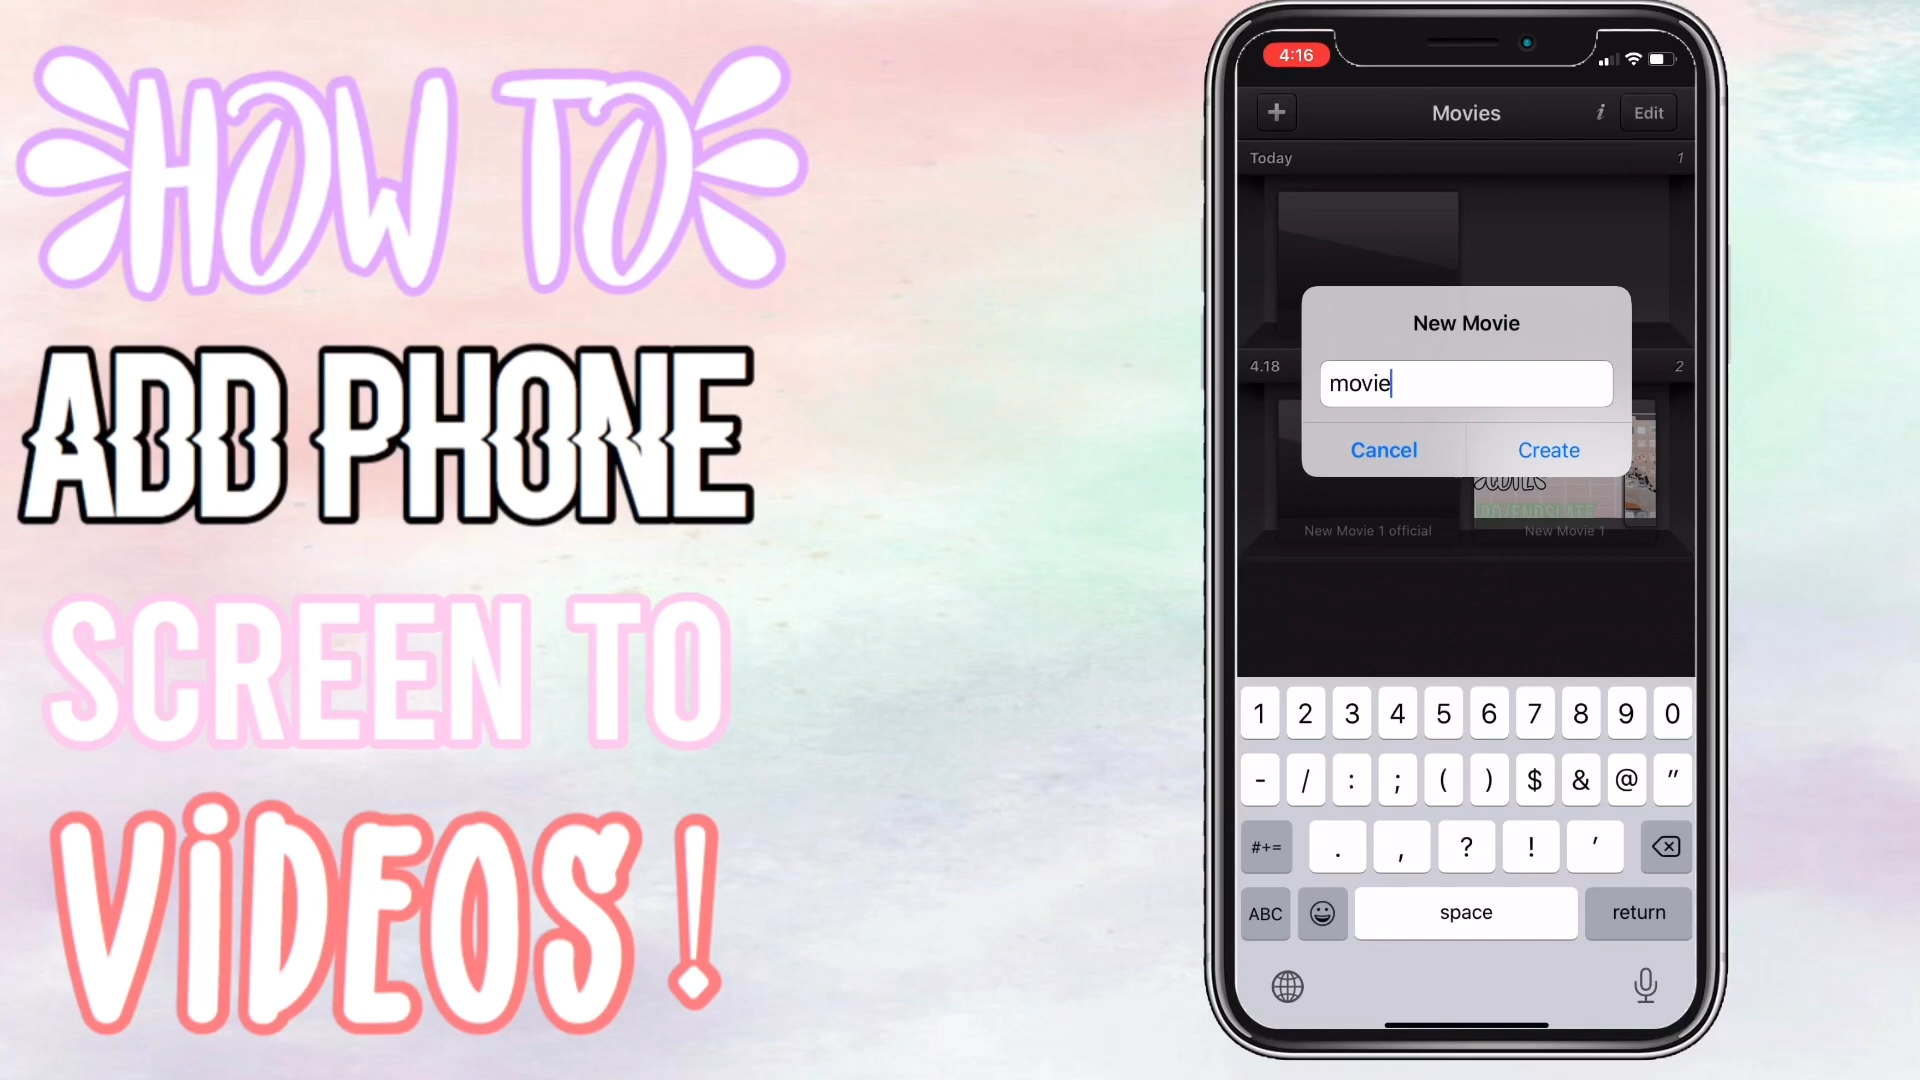 HOW TO
ADD PHONE
SCREEN TO
ViDEOS!
4:16
+ Movies i Edit
Today 1
New Movie
4.18 2
movie
Cancel Create
New Movie 1 official New Movie 1
1 2 3 4 5 6 7 8 9 0
- / : ; ( ) $ & @ "
#+= . , ? ! '
ABC space return